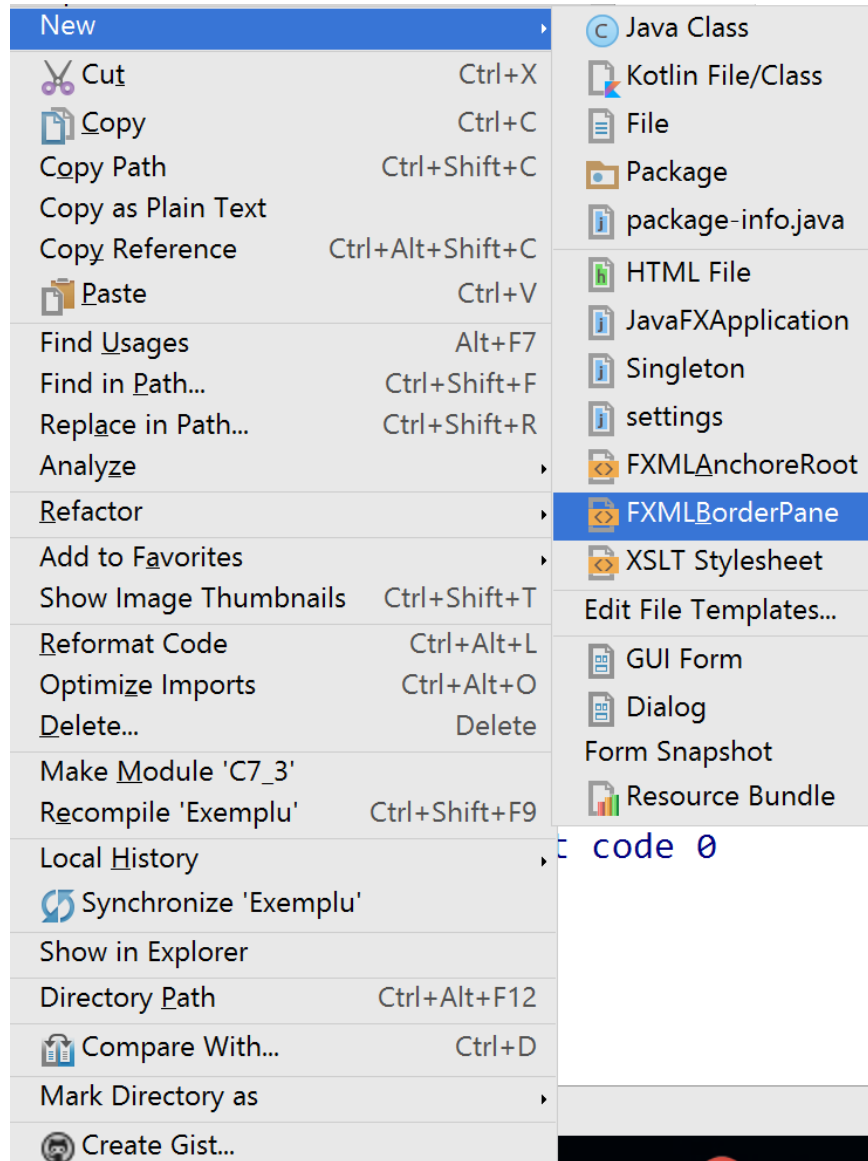 New
Cut Ctrl+X
Copy Ctrl+C
Copy Path Ctrl+Shift+C
Copy as Plain Text
Copy Reference Ctrl+Alt+Shift+C
Paste Ctrl+V
Find Usages Alt+F7
Find in Path... Ctrl+Shift+F
Replace in Path... Ctrl+Shift+R
Analyze
Refactor
Add to Favorites
Show Image Thumbnails Ctrl+Shift+T
Reformat Code Ctrl+Alt+L
Optimize Imports Ctrl+Alt+O
Delete... Delete
Make Module 'C7_3'
Recompile 'Exemplu' Ctrl+Shift+F9
Local History
Synchronize 'Exemplu'
Show in Explorer
Directory Path Ctrl+Alt+F12
Compare With... Ctrl+D
Mark Directory as
Create Gist...
Java Class
Kotlin File/Class
File
Package
package-info.java
HTML File
JavaFXApplication
Singleton
settings
FXMLAnchoreRoot
FXMLBorderPane
XSLT Stylesheet
Edit File Templates...
GUI Form
Dialog
Form Snapshot
Resource Bundle
code 0